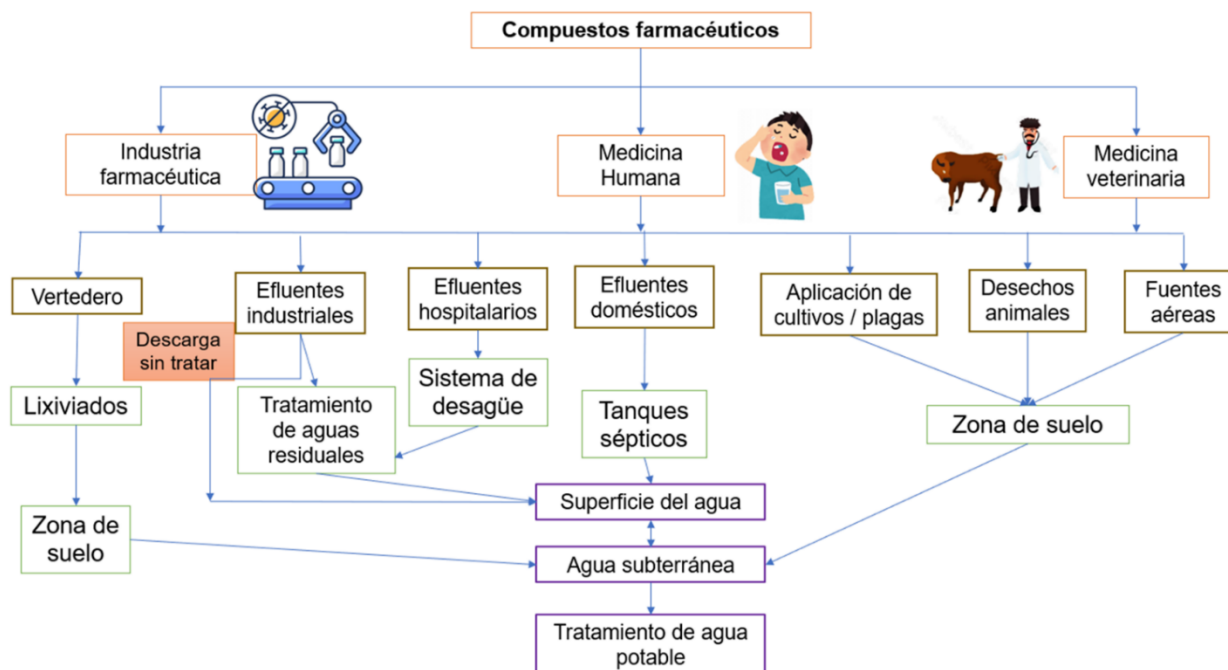 Compuestos farmacéuticos
Industria
farmacéutica
Medicina
Humana
Medicina
veterinaria
Vertedero
Efluentes
industriales
Efluentes
hospitalarios
Efluentes
domésticos
Aplicación de
cultivos / plagas
Desechos
animales
Fuentes
aéreas
Descarga
sin tratar
Lixiviados
Tratamiento
de aguas
residuales
Sistema de
desagüe
Tanques
sépticos
Zona de suelo
Superficie del agua
Zona de
suelo
Agua subterránea
Tratamiento de agua
potable